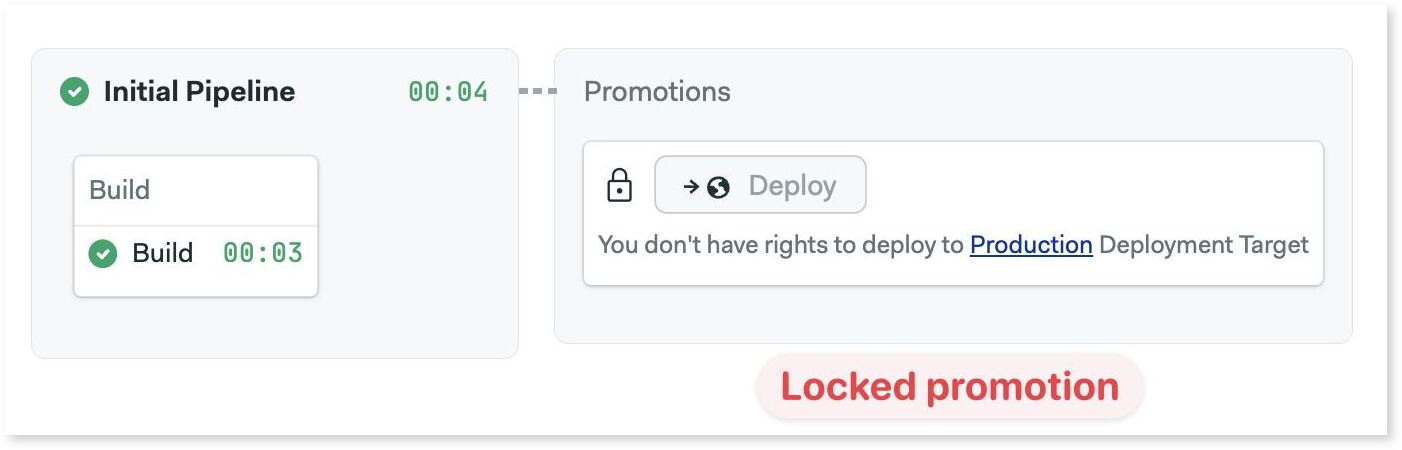 Initial Pipeline 00:04
Build
Build 00:03
Promotions
Deploy
You don't have rights to deploy to Production Deployment Target
Locked promotion